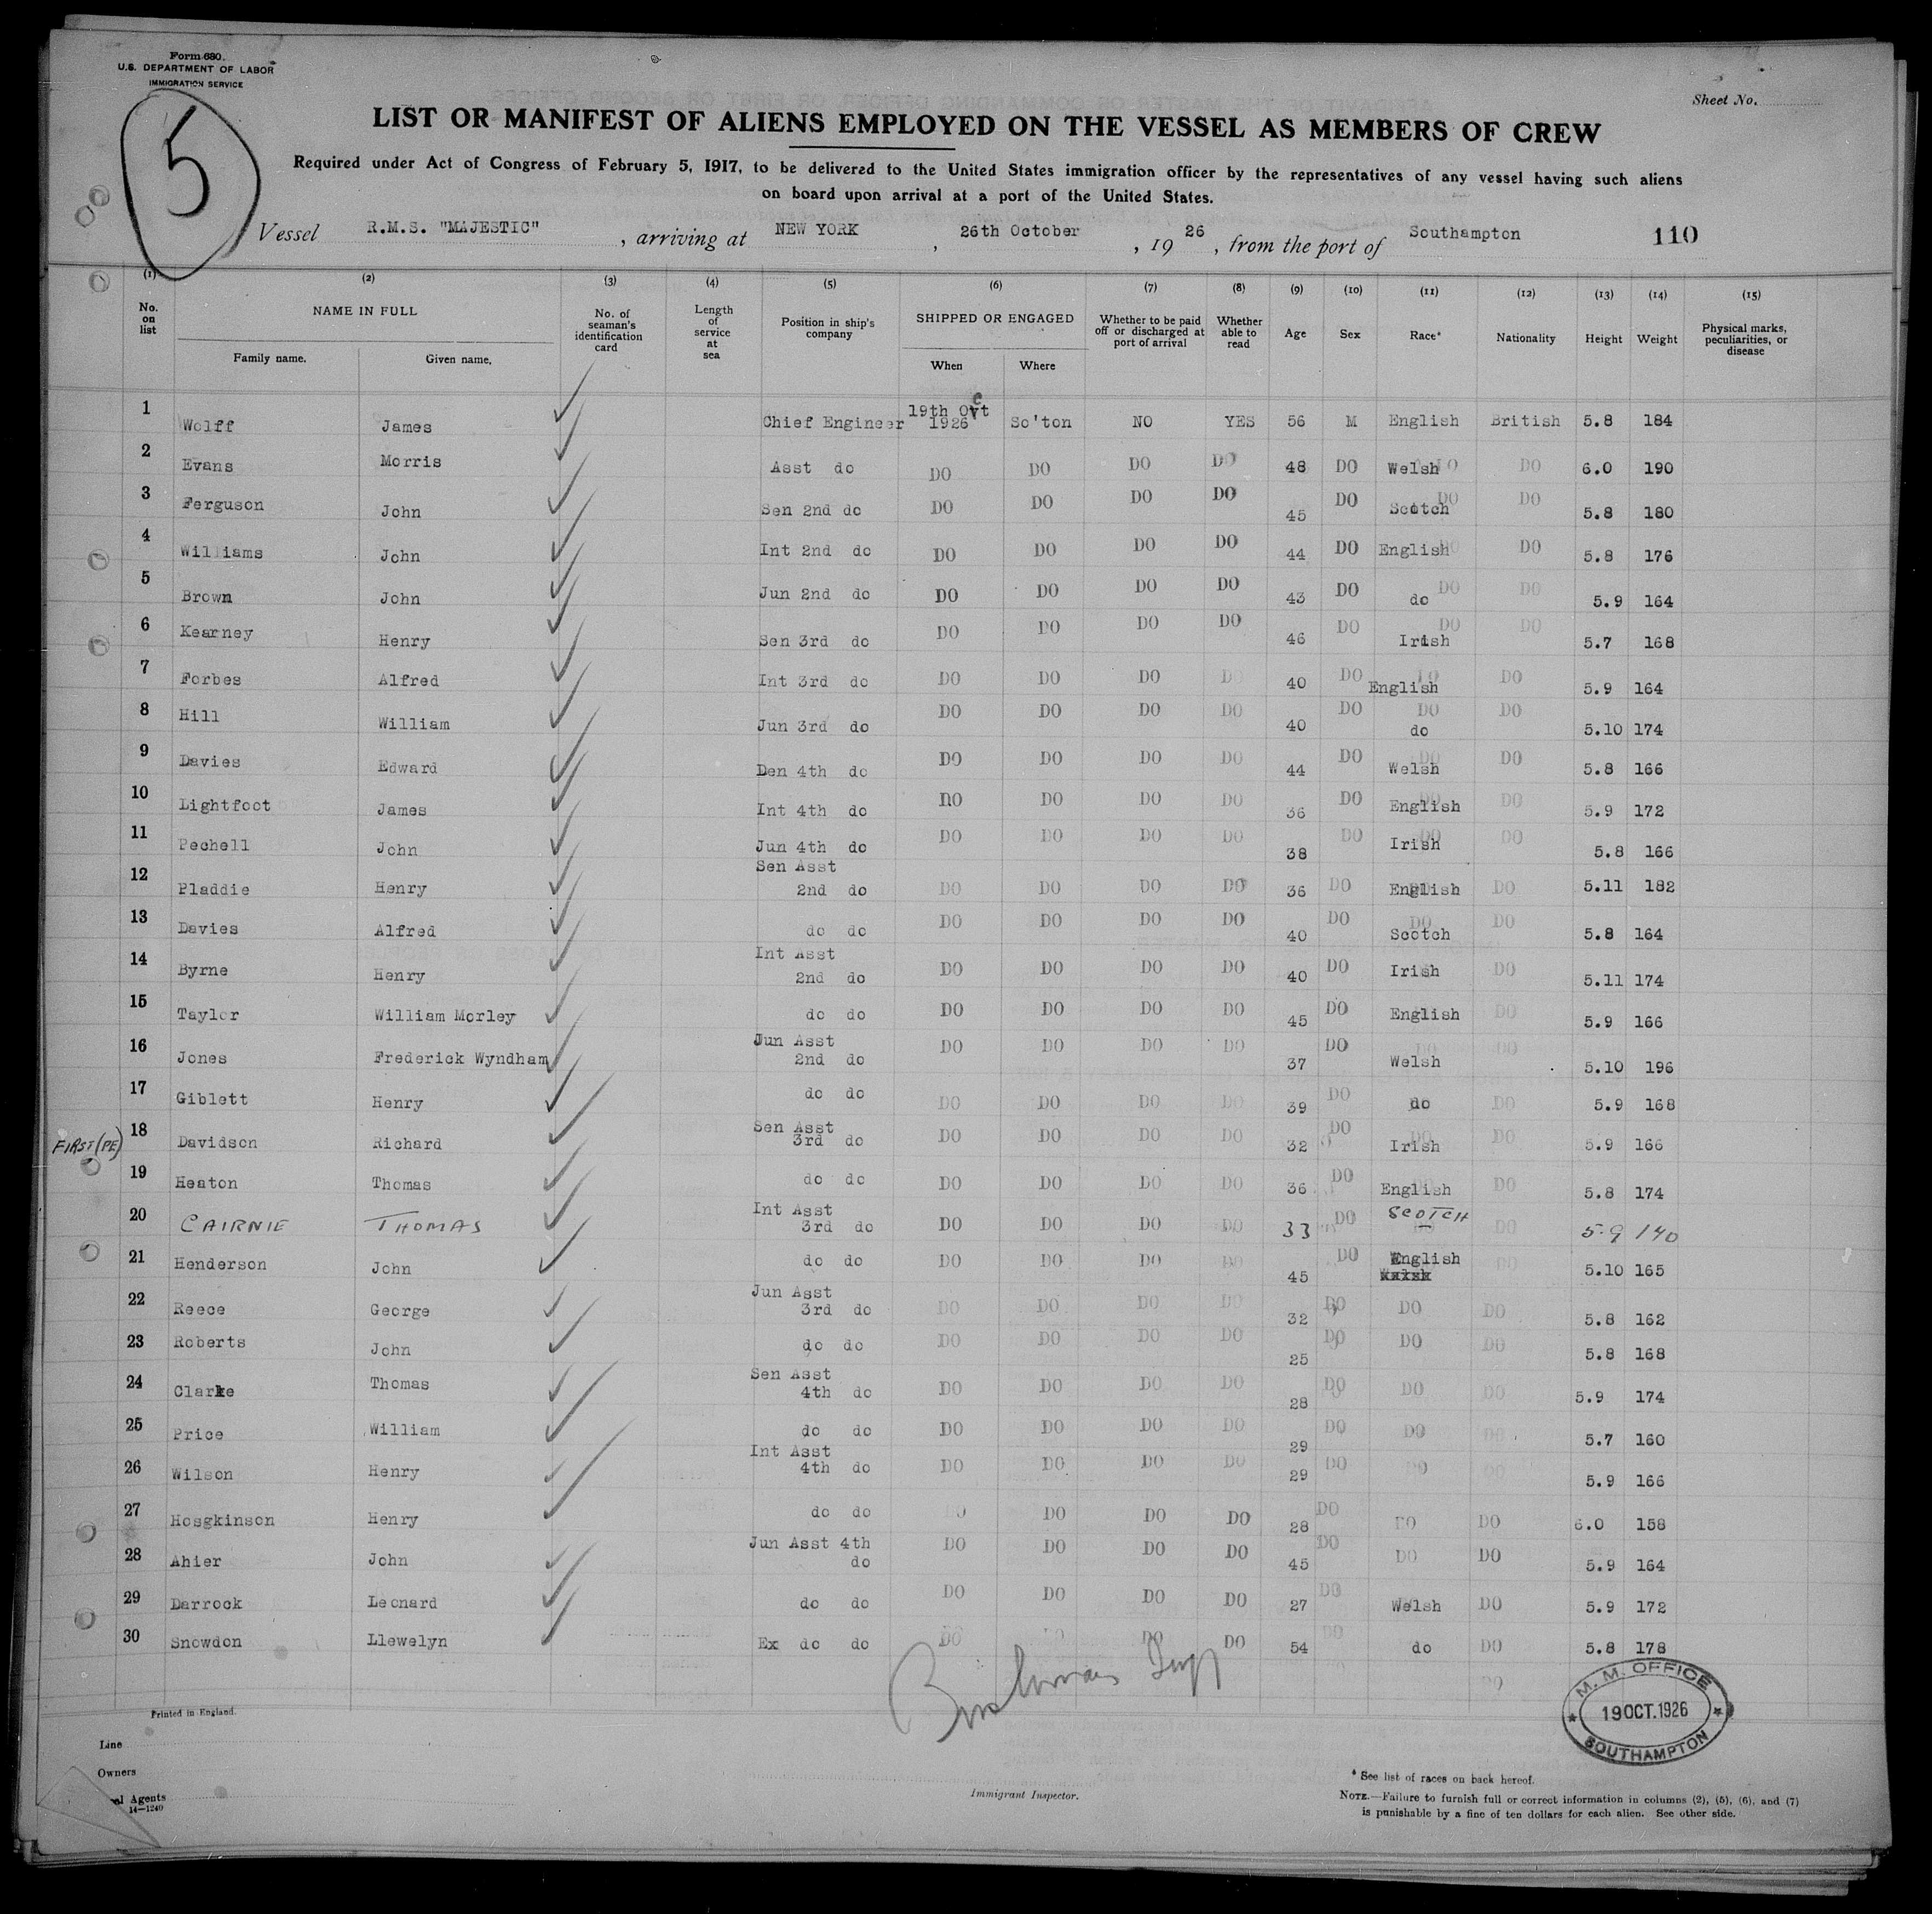 Form 680.
U.S. DEPARTMENT OF LABOR
IMMIGRATION SERVICE
5
Sheet No.
LIST OR MANIFEST OF ALIENS EMPLOYED ON THE VESSEL AS MEMBERS OF CREW
Required under Act of Congress of February 5, 1917, to be delivered to the United States immigration officer by the representatives of any vessel having such aliens
on board upon arrival at a port of the United States.
Vessel R.M.S. "MAJESTIC", arriving at NEW YORK, 26th October, 1926, from the port of Southampton 110
(1) (2) (3) (4) (5) (6) (7) (8) (9) (10) (11) (12) (13) (14) (15)
No. on list NAME IN FULL Family name. Given name. No. of seaman's identification card Length of service at sea Position in ship's company SHIPPED OR ENGAGED When Where Whether to be paid off or discharged at port of arrival Whether able to read Age Sex Race* Nationality Height Weight Physical marks, peculiarities, or disease
1 Wolff James Chief Engineer 19th Oct 1926 So'ton NO YES 56 M English British 5.8 184
2 Evans Morris Asst do DO DO DO DO 48 DO Welsh DO 6.0 190
3 Ferguson John Sen 2nd do DO DO DO DO 45 DO Scotch DO 5.8 180
4 Williams John Int 2nd do DO DO DO DO 44 DO English DO 5.8 176
5 Brown John Jun 2nd do DO DO DO DO 43 DO do DO 5.9 164
6 Kearney Henry Sen 3rd do DO DO DO DO 46 DO Irish DO 5.7 168
7 Forbes Alfred Int 3rd do DO DO DO DO 40 DO English DO 5.9 164
8 Hill William Jun 3rd do DO DO DO DO 40 DO do DO 5.10 174
9 Davies Edward Den 4th do DO DO DO DO 44 DO Welsh DO 5.8 166
10 Lightfoot James Int 4th do DO DO DO DO 36 DO English DO 5.9 172
11 Pechell John Jun 4th do DO DO DO DO 38 DO Irish DO 5.8 166
12 Pladdie Henry Sen Asst 2nd do DO DO DO DO 36 DO English DO 5.11 182
13 Davies Alfred do do DO DO DO DO 40 DO Scotch DO 5.8 164
14 Byrne Henry Int Asst 2nd do DO DO DO DO 40 DO Irish DO 5.11 174
15 Taylor William Morley do do DO DO DO DO 45 DO English DO 5.9 166
16 Jones Frederick Wyndham Jun Asst 2nd do DO DO DO DO 37 DO Welsh DO 5.10 196
17 Giblett Henry do do DO DO DO DO 39 DO do DO 5.9 168
FIRST (PE) 18 Davidson Richard Sen Asst 3rd do DO DO DO DO 32 DO Irish DO 5.9 166
19 Heaton Thomas do do DO DO DO DO 36 DO English DO 5.8 174
20 CAIRNIE THOMAS Int Asst 3rd do DO DO DO DO 33 DO SCOTCH DO 5.9 140
21 Henderson John do do DO DO DO DO 45 DO English DO 5.10 165
22 Reece George Jun Asst 3rd do DO DO DO DO 32 DO DO DO 5.8 162
23 Roberts John do do DO DO DO DO 25 DO DO DO 5.8 168
24 Clarke Thomas Sen Asst 4th do DO DO DO DO 28 DO DO DO 5.9 174
25 Price William do do DO DO DO DO 29 DO DO 5.7 160
26 Wilson Henry Int Asst 4th do DO DO DO DO 29 DO DO DO 5.9 166
27 Hosgkinson Henry do do DO DO DO DO 28 DO DO DO 6.0 158
28 Ahier John Jun Asst 4th do DO DO DO DO 45 DO DO DO 5.9 164
29 Darrock Leonard do do DO DO DO DO 27 DO Welsh DO 5.9 172
30 Snowdon Llewelyn Ex do do DO DO DO DO 54 DO do DO 5.8 178
M. M. OFFICE
19 OCT. 1926
SOUTHAMPTON
Printed in England.
Line
Owners
Agents
14—1240
Immigrant Inspector.
* See list of races on back hereof.
NOTE.—Failure to furnish full or correct information in columns (2), (5), (6), and (7)
is punishable by a fine of ten dollars for each alien. See other side.